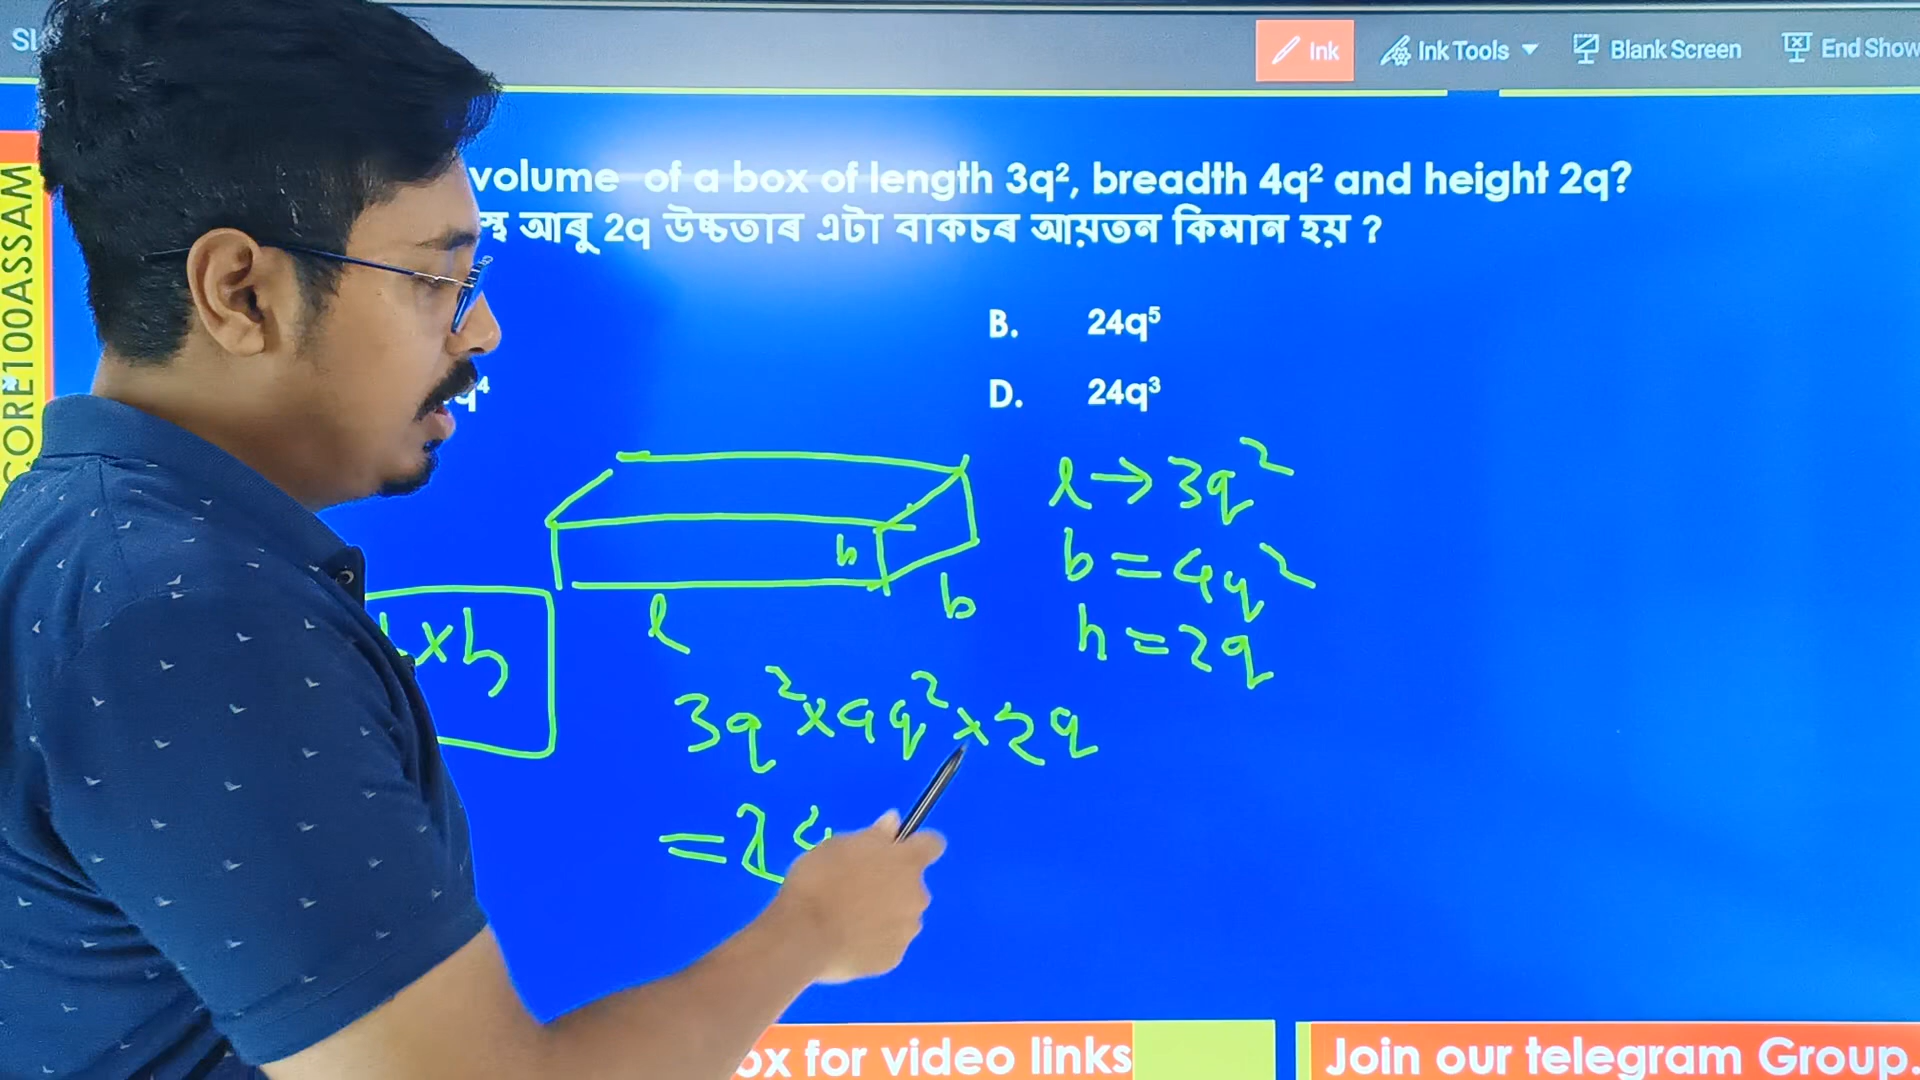 Ink
Ink Tools
Blank Screen
End Show
CORE100ASSAM
volume of a box of length 3q², breadth 4q² and height 2q?
আৰু 2q উচ্চতাৰ এটা বাকচৰ আয়তন কিমান হয় ?
B. 24q⁵
q⁴
D. 24q³
l → 3q²
b = 4q²
h = 2q
h
b
l
×h
3q²×4q²×2q
=24
ox for video links
Join our telegram Group.